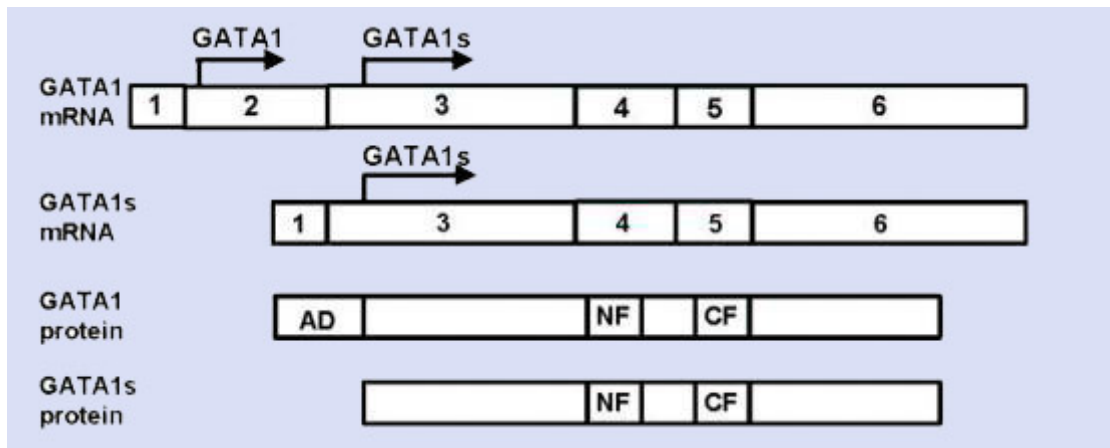 GATA1 GATA1s
GATA1
mRNA 1 2 3 4 5 6
GATA1s
GATA1s
mRNA 1 3 4 5 6
GATA1
protein AD NF CF
GATA1s
protein NF CF